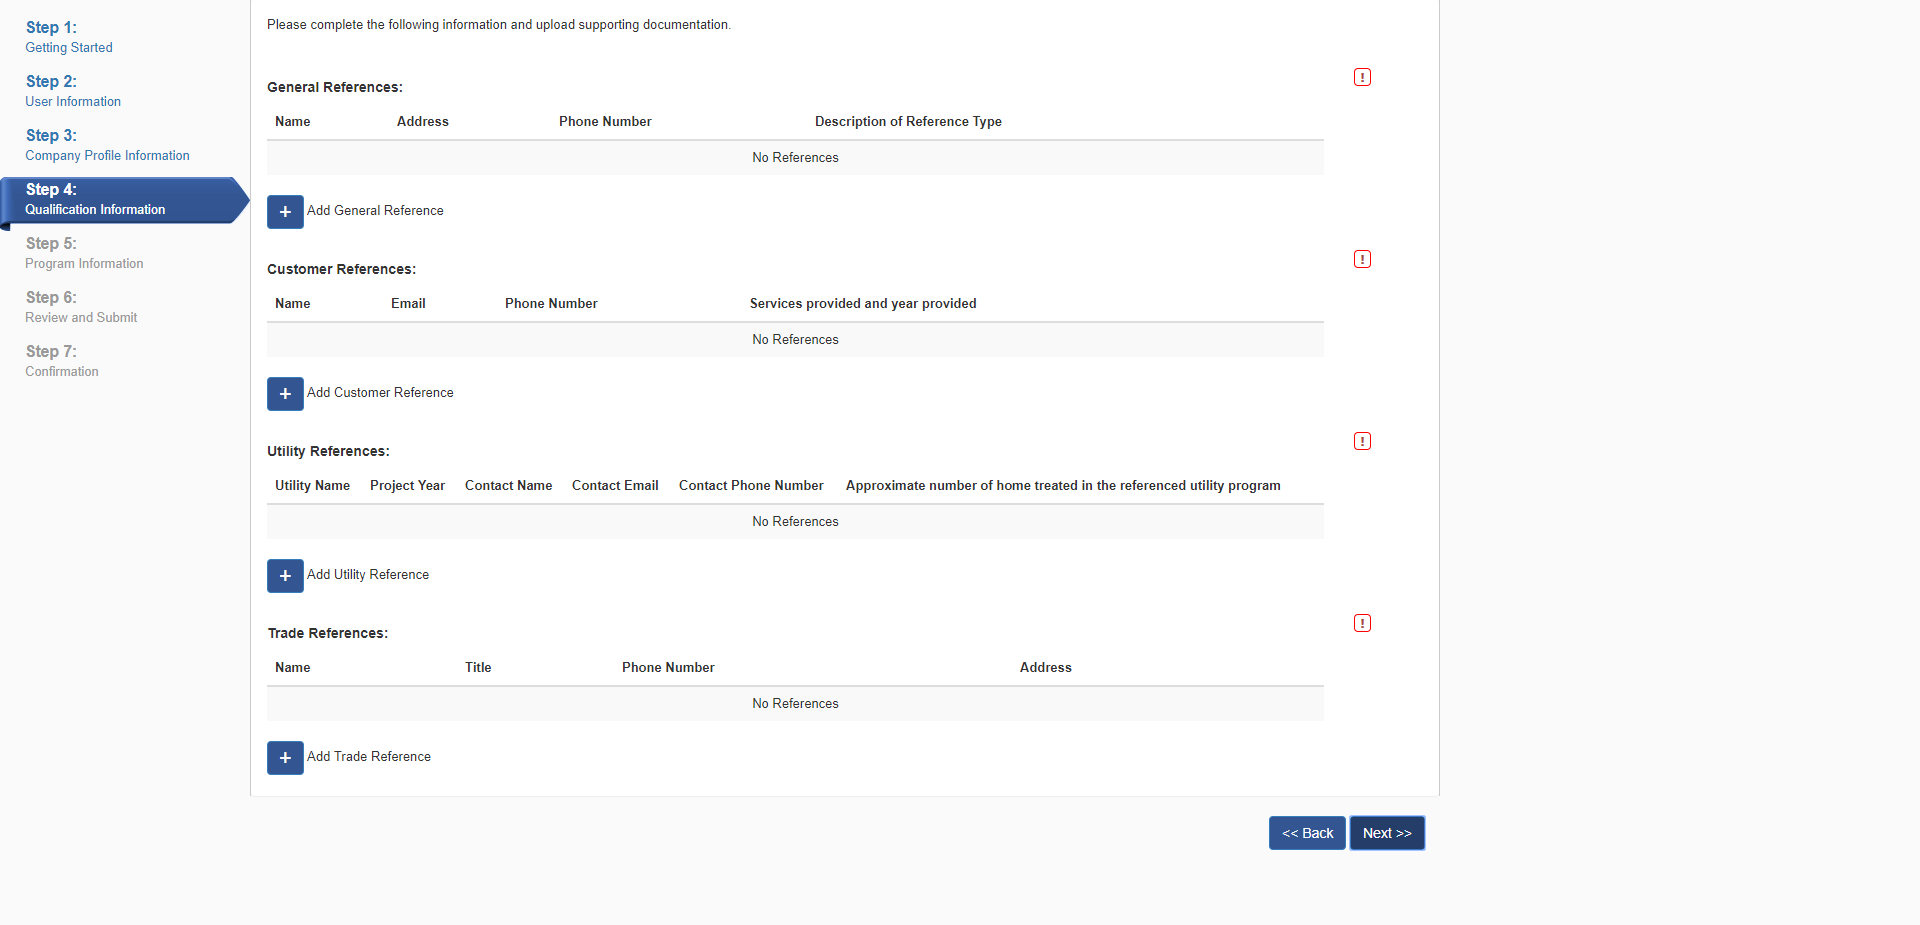 Step 1:
Getting Started
Step 2:
User Information
Step 3:
Company Profile Information
Step 4:
Qualification Information
Step 5:
Program Information
Step 6:
Review and Submit
Step 7:
Confirmation
Please complete the following information and upload supporting documentation.
General References:
!
Name Address Phone Number Description of Reference Type
No References
+ Add General Reference
Customer References:
!
Name Email Phone Number Services provided and year provided
No References
+ Add Customer Reference
Utility References:
!
Utility Name Project Year Contact Name Contact Email Contact Phone Number Approximate number of home treated in the referenced utility program
No References
+ Add Utility Reference
Trade References:
!
Name Title Phone Number Address
No References
+ Add Trade Reference
<< Back Next >>